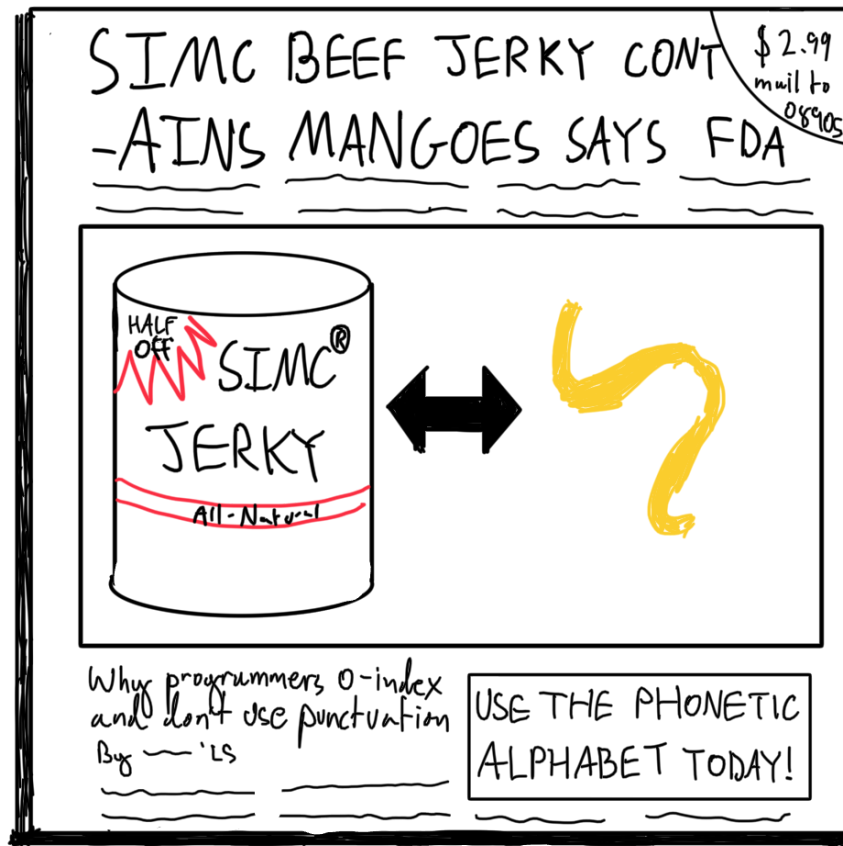 SIMC BEEF JERKY CONT
-AINS MANGOES SAYS FDA
$2.99
mail to
08905
HALF
OFF
SIMC®
JERKY
All-Natural
Why programmers 0-index
and don't use punctuation
By 'LS
USE THE PHONETIC
ALPHABET TODAY!